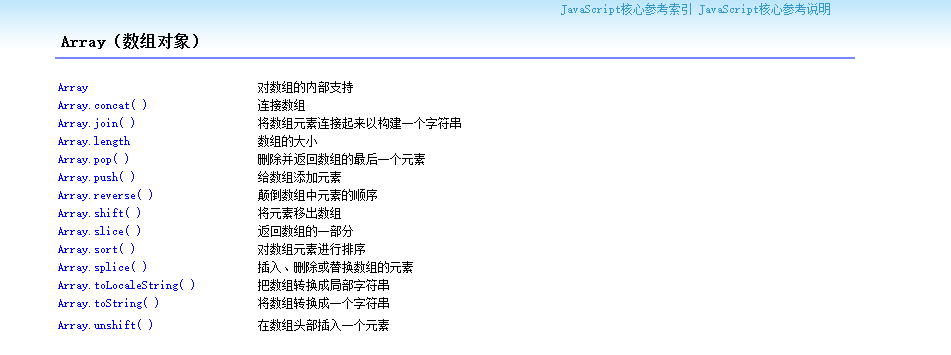 JavaScript核心参考索引 JavaScript核心参考说明
Array（数组对象）
Array 对数组的内部支持
Array.concat( ) 连接数组
Array.join( ) 将数组元素连接起来以构建一个字符串
Array.length 数组的大小
Array.pop( ) 删除并返回数组的最后一个元素
Array.push( ) 给数组添加元素
Array.reverse( ) 颠倒数组中元素的顺序
Array.shift( ) 将元素移出数组
Array.slice( ) 返回数组的一部分
Array.sort( ) 对数组元素进行排序
Array.splice( ) 插入、删除或替换数组的元素
Array.toLocaleString( ) 把数组转换成局部字符串
Array.toString( ) 将数组转换成一个字符串
Array.unshift( ) 在数组头部插入一个元素